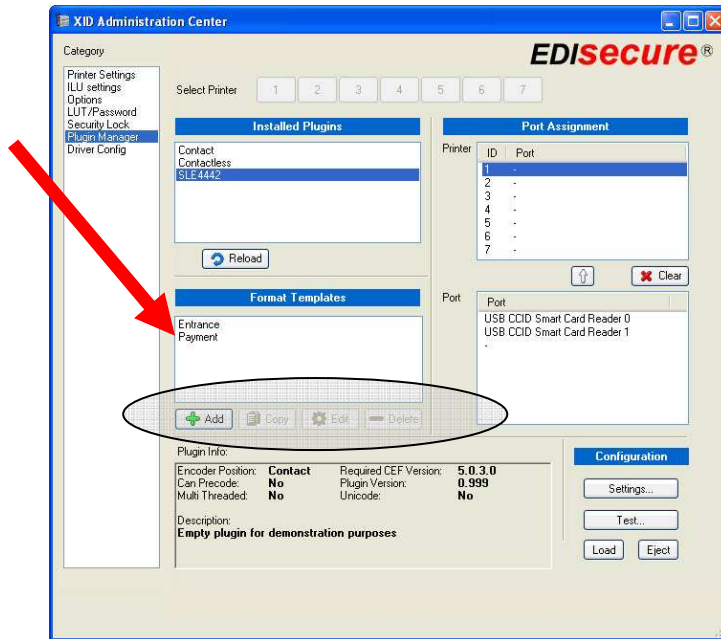 XID Administration Center
Category
EDIsecure®
Printer Settings
ILU settings
Options
LUT/Password
Security Lock
Plugin Manager
Driver Config
Select Printer 1 2 3 4 5 6 7
Installed Plugins
Contact
Contactless
SLE4442
Reload
Port Assignment
Printer
ID Port
1 -
2 -
3 -
4 -
5 -
6 -
7 -
Clear
Format Templates
Entrance
Payment
Add Copy Edit Delete
Port
Port
USB CCID Smart Card Reader 0
USB CCID Smart Card Reader 1
-
Plugin Info:
Encoder Position: Contact Required CEF Version: 5.0.3.0
Can Precode: No Plugin Version: 0.999
Multi Threaded: No Unicode: No
Description:
Empty plugin for demonstration purposes
Configuration
Settings...
Test...
Load Eject